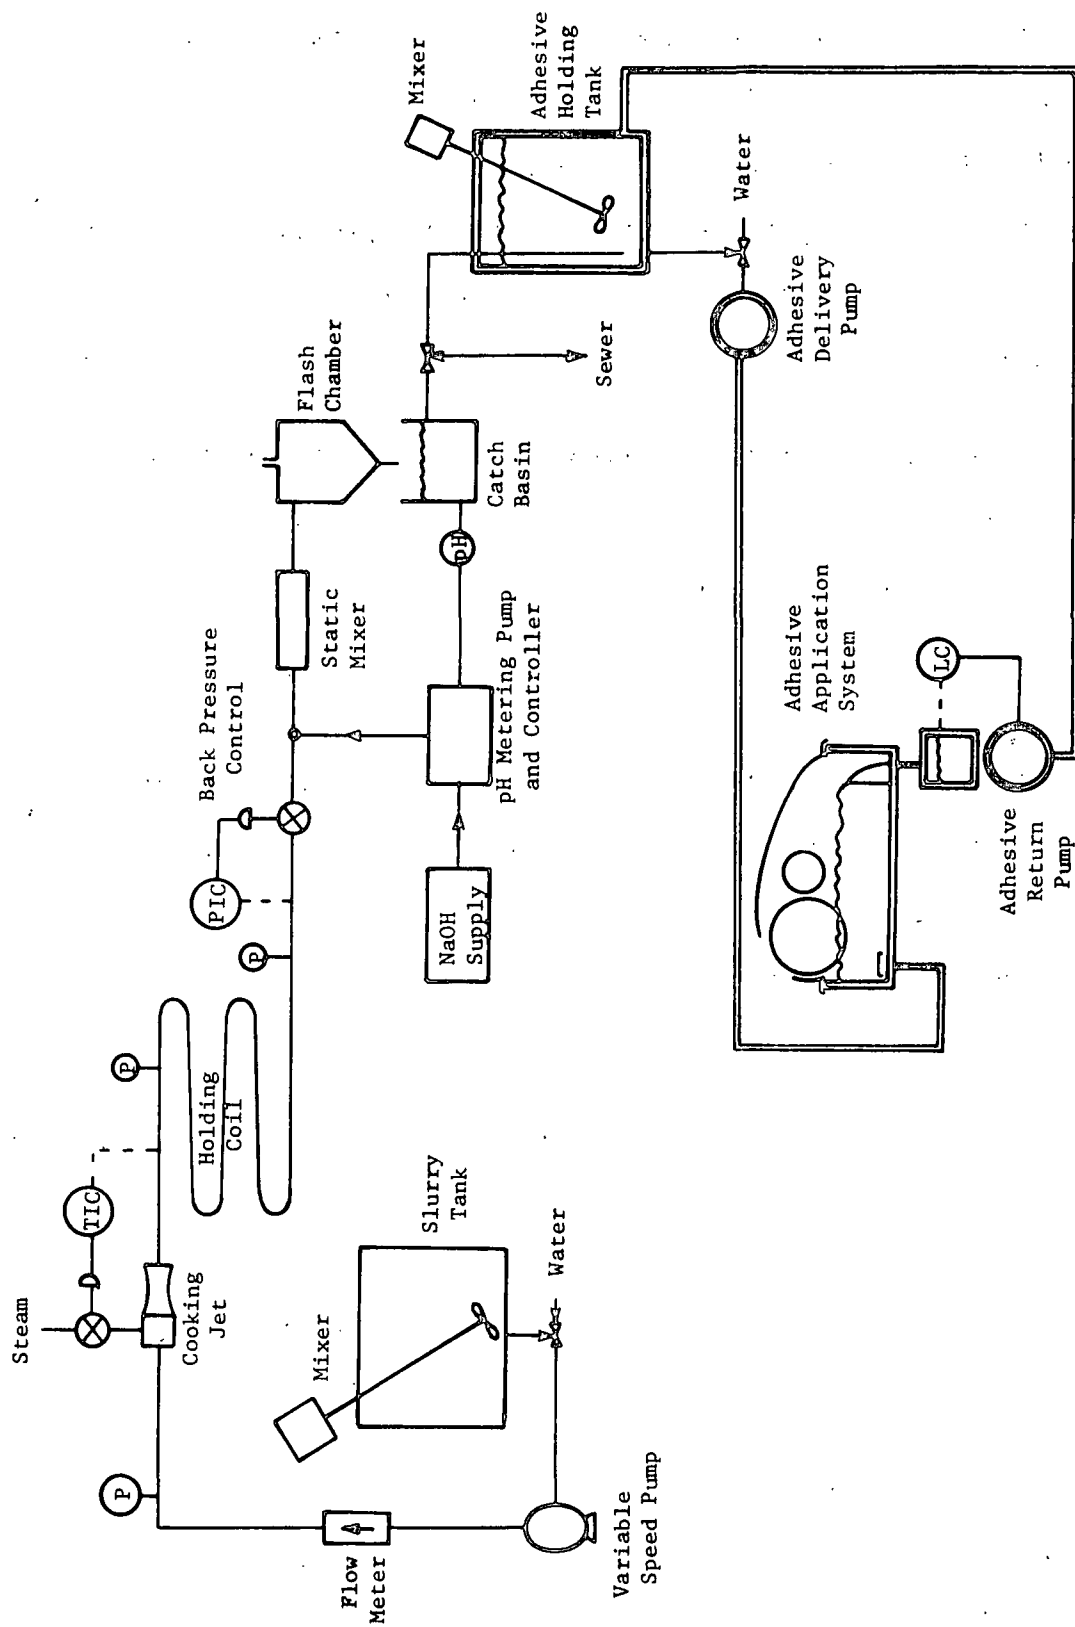 Steam
TIC
P
P
Cooking
Jet
Holding
Coil
P
PIC
Back Pressure
Control
Static
Mixer
Flash
Chamber
Mixer
Adhesive
Holding
Tank
Flow
Meter
Mixer
Slurry
Tank
Water
Variable
Speed Pump
NaOH
Supply
pH Metering Pump
and Controller
pH
Catch
Basin
Sewer
Water
Adhesive
Delivery
Pump
Adhesive
Application
System
LC
Adhesive
Return
Pump